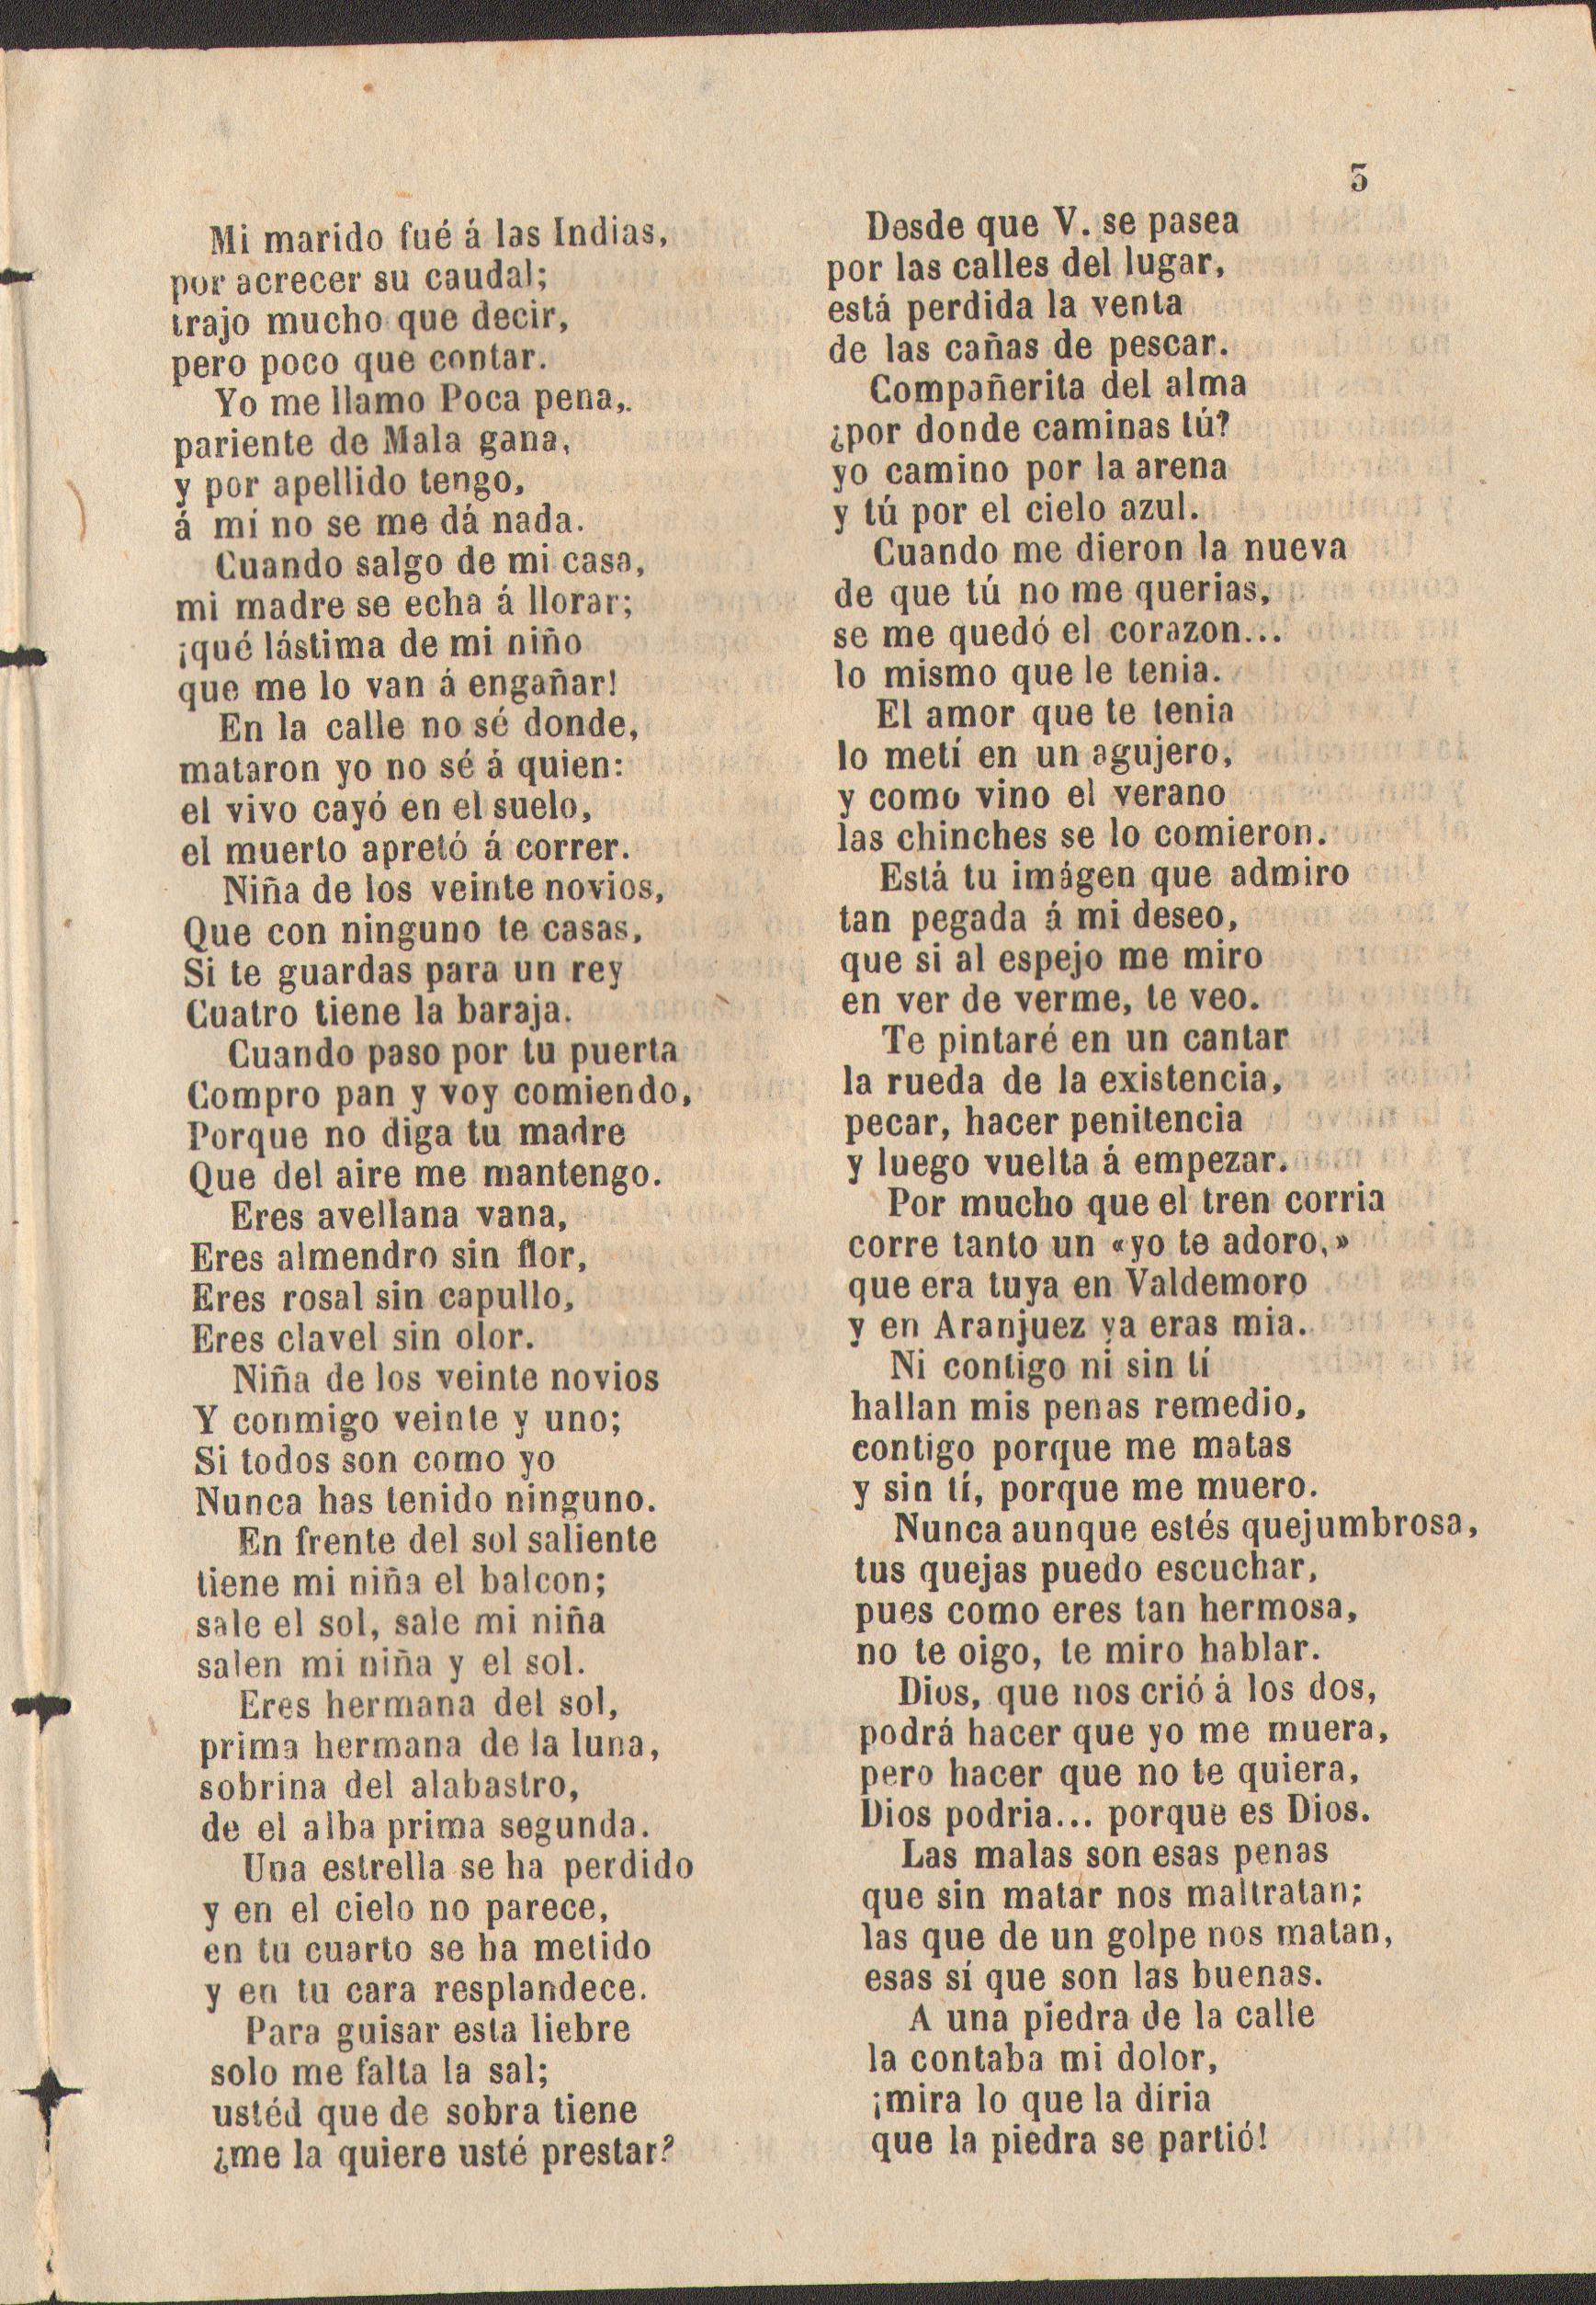 5
Mi marido fué á las Indias,
por acrecer su caudal;
trajo mucho que decir,
pero poco que contar.
Yo me llamo Poca pena,.
pariente de Mala gana,
y por apellido tengo,
á mí no se me dá nada.
Cuando salgo de mi casa,
mi madre se echa á llorar;
¡qué lástima de mi niño
que me lo van á engañar!
En la calle no sé donde,
mataron yo no sé á quien:
el vivo cayó en el suelo,
el muerto apretó á correr.
Niña de los veinte novios,
Que con ninguno te casas,
Si te guardas para un rey
Cuatro tiene la baraja.
Cuando paso por tu puerta
Compro pan y voy comiendo,
Porque no diga tu madre
Que del aire me mantengo.
Eres avellana vana,
Eres almendro sin flor,
Eres rosal sin capullo,
Eres clavel sin olor.
Niña de los veinte novios
Y conmigo veinte y uno;
Si todos son como yo
Nunca has tenido ninguno.
En frente del sol saliente
tiene mi niña el balcon;
sale el sol, sale mi niña
salen mi niña y el sol.
Eres hermana del sol,
prima hermana de la luna,
sobrina del alabastro,
de el alba prima segunda.
Una estrella se ha perdido
y en el cielo no parece,
en tu cuarto se ha metido
y en tu cara resplandece.
Para guisar esta liebre
solo me falta la sal;
ustéd que de sobra tiene
¿me la quiere usté prestar?
Desde que V. se pasea
por las calles del lugar,
está perdida la venta
de las cañas de pescar.
Compañerita del alma
¿por donde caminas tú?
yo camino por la arena
y tú por el cielo azul.
Cuando me dieron la nueva
de que tú no me querias,
se me quedó el corazon...
lo mismo que le tenia.
El amor que te tenia
lo metí en un agujero,
y como vino el verano
las chinches se lo comieron.
Está tu imágen que admiro
tan pegada á mi deseo,
que si al espejo me miro
en ver de verme, te veo.
Te pintaré en un cantar
la rueda de la existencia,
pecar, hacer penitencia
y luego vuelta á empezar.
Por mucho que el tren corria
corre tanto un «yo te adoro,»
que era tuya en Valdemoro
y en Aranjuez ya eras mia.
Ni contigo ni sin tí
hallan mis penas remedio,
contigo porque me matas
y sin tí, porque me muero.
Nunca aunque estés quejumbrosa,
tus quejas puedo escuchar,
pues como eres tan hermosa,
no te oigo, te miro hablar.
Dios, que nos crió á los dos,
podrá hacer que yo me muera,
pero hacer que no te quiera,
Dios podria... porque es Dios.
Las malas son esas penas
que sin matar nos maltratan;
las que de un golpe nos matan,
esas sí que son las buenas.
A una piedra de la calle
la contaba mi dolor,
¡mira lo que la diria
que la piedra se partió!